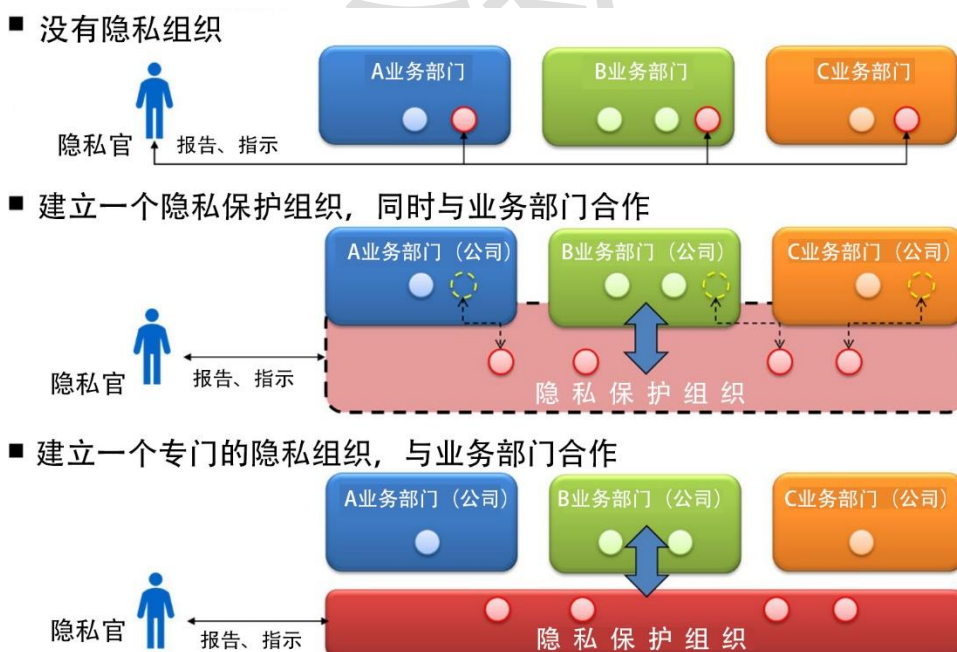 ■ 没有隐私组织
A业务部门
B业务部门
C业务部门
隐私官
报告、指示
■ 建立一个隐私保护组织，同时与业务部门合作
A业务部门（公司）
B业务部门（公司）
C业务部门（公司）
隐私官
报告、指示
隐私保护组织
■ 建立一个专门的隐私组织，与业务部门合作
A业务部门（公司）
B业务部门（公司）
C业务部门（公司）
隐私官
报告、指示
隐私保护组织